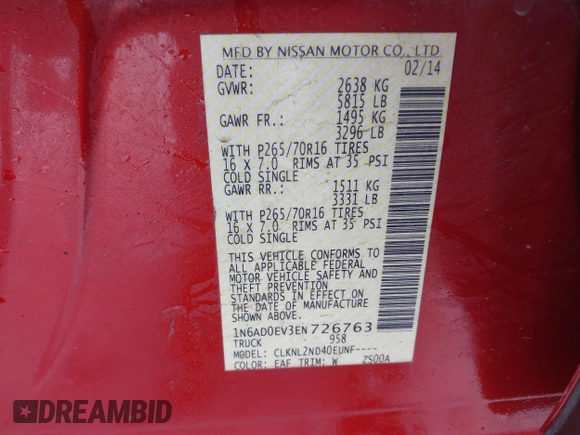 MFD BY NISSAN MOTOR CO., LTD.
DATE: 02/14
GVWR: 2638 KG
5815 LB
GAWR FR.: 1495 KG
3296 LB
WITH P265/70R16 TIRES
16 X 7.0 RIMS AT 35 PSI
COLD SINGLE
GAWR RR.: 1511 KG
3331 LB
WITH P265/70R16 TIRES
16 X 7.0 RIMS AT 35 PSI
COLD SINGLE
THIS VEHICLE CONFORMS TO
ALL APPLICABLE FEDERAL
MOTOR VEHICLE SAFETY AND
THEFT PREVENTION
STANDARDS IN EFFECT ON
THE DATE OF MANUFACTURE
SHOWN ABOVE.
1N6AD0EV3EN726763
TRUCK 958
MODEL: CLKNL2ND40EUNF----
COLOR: EAF TRIM: W ZS00A
DREAMBID